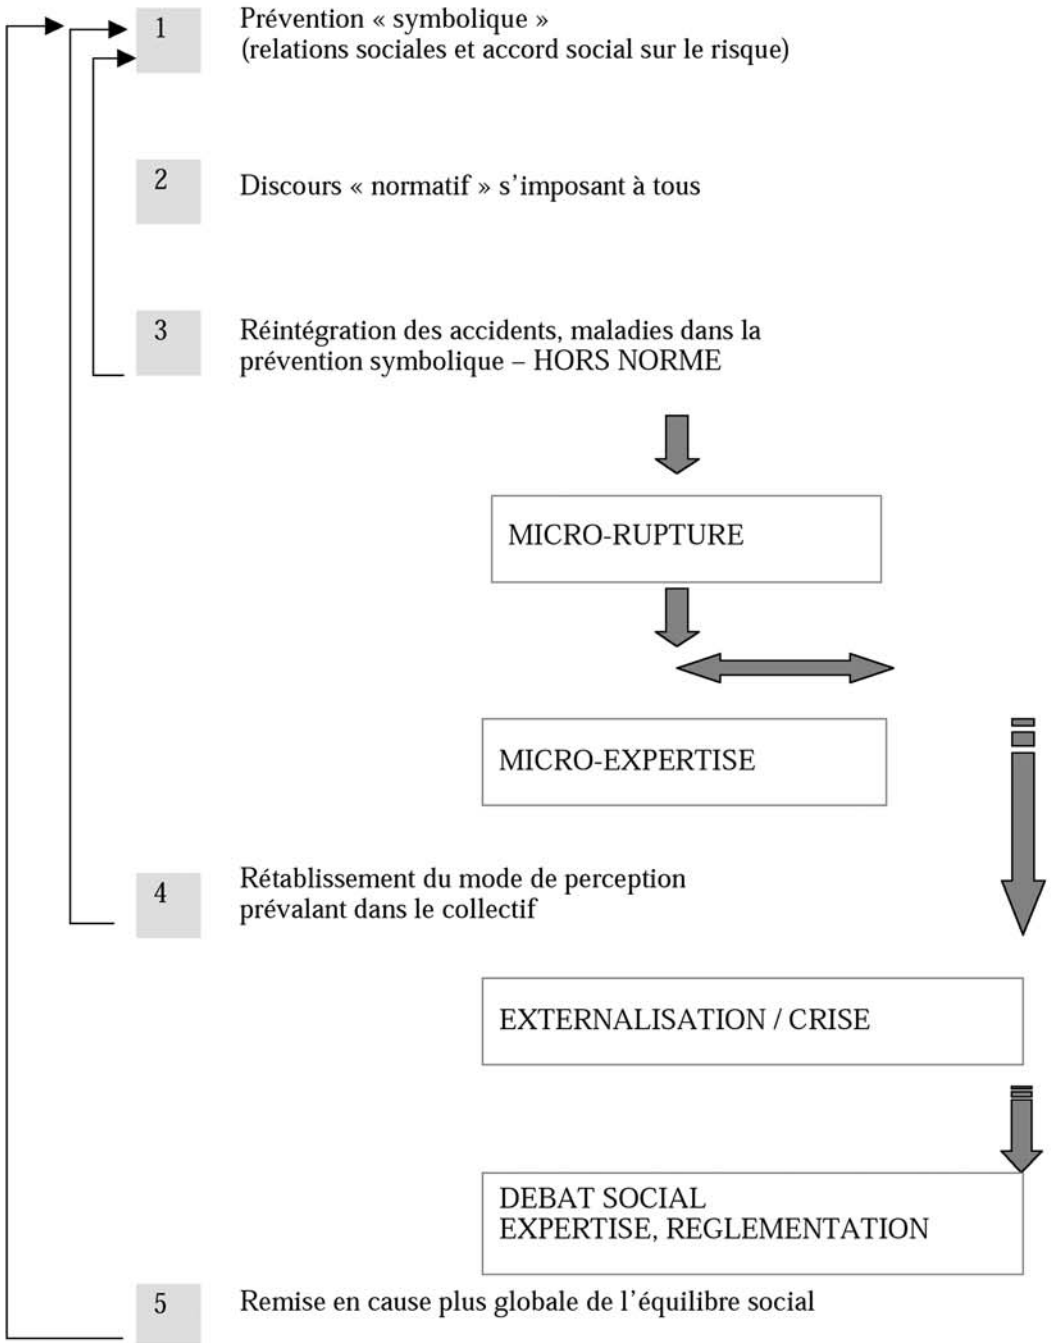 1
Prévention « symbolique »
(relations sociales et accord social sur le risque)
2
Discours « normatif » s’imposant à tous
3
Réintégration des accidents, maladies dans la
prévention symbolique – HORS NORME
MICRO-RUPTURE
MICRO-EXPERTISE
4
Rétablissement du mode de perception
prévalant dans le collectif
EXTERNALISATION / CRISE
DEBAT SOCIAL
EXPERTISE, REGLEMENTATION
5
Remise en cause plus globale de l’équilibre social